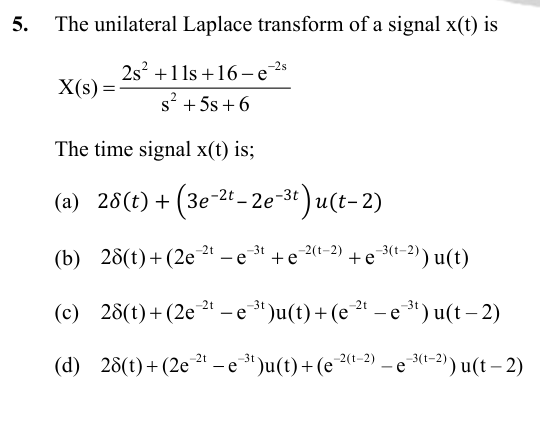 5. The unilateral Laplace transform of a signal x(t) is
X(s) = \frac{2s^2 + 11s + 16 - e^{-2s}}{s^2 + 5s + 6}
The time signal x(t) is;
(a) 2δ(t) + (3e^{-2t} - 2e^{-3t}) u(t-2)
(b) 2δ(t) + (2e^{-2t} - e^{-3t} + e^{-2(t-2)} + e^{-3(t-2)}) u(t)
(c) 2δ(t) + (2e^{-2t} - e^{-3t})u(t) + (e^{-2t} - e^{-3t}) u(t-2)
(d) 2δ(t) + (2e^{-2t} - e^{-3t})u(t) + (e^{-2(t-2)} - e^{-3(t-2)}) u(t-2)